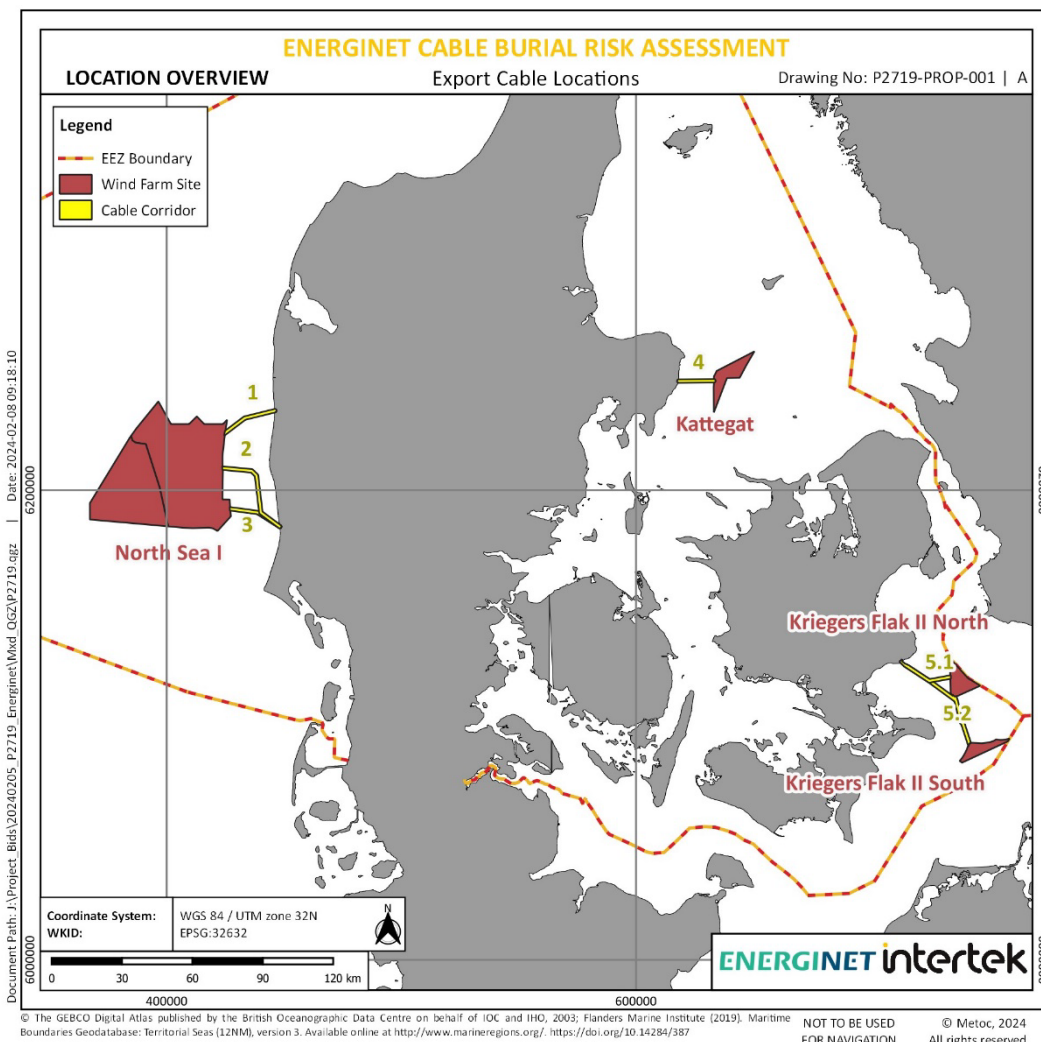 ENERGINET CABLE BURIAL RISK ASSESSMENT
LOCATION OVERVIEW
Export Cable Locations
Drawing No: P2719-PROP-001 | A
Legend
EEZ Boundary
Wind Farm Site
Cable Corridor
Document Path: J:\Project_Bids\20240205_P2719_Energinet\Mxd_QGZ\P2719.qgz | Date: 2024-02-08 09:18:10
1
2
3
North Sea I
4
Kattegat
6200000
6200000
Kriegers Flak II North
5.1
5.2
Kriegers Flak II South
Coordinate System: WGS 84 / UTM zone 32N
WKID: EPSG:32632
N
0 30 60 90 120 km
6000000
6000000
ENERGINET intertek
400000
600000
© The GEBCO Digital Atlas published by the British Oceanographic Data Centre on behalf of IOC and IHO, 2003; Flanders Marine Institute (2019). Maritime
Boundaries Geodatabase: Territorial Seas (12NM), version 3. Available online at http://www.marineregions.org/. https://doi.org/10.14284/387
NOT TO BE USED
FOR NAVIGATION
© Metoc, 2024
All rights reserved